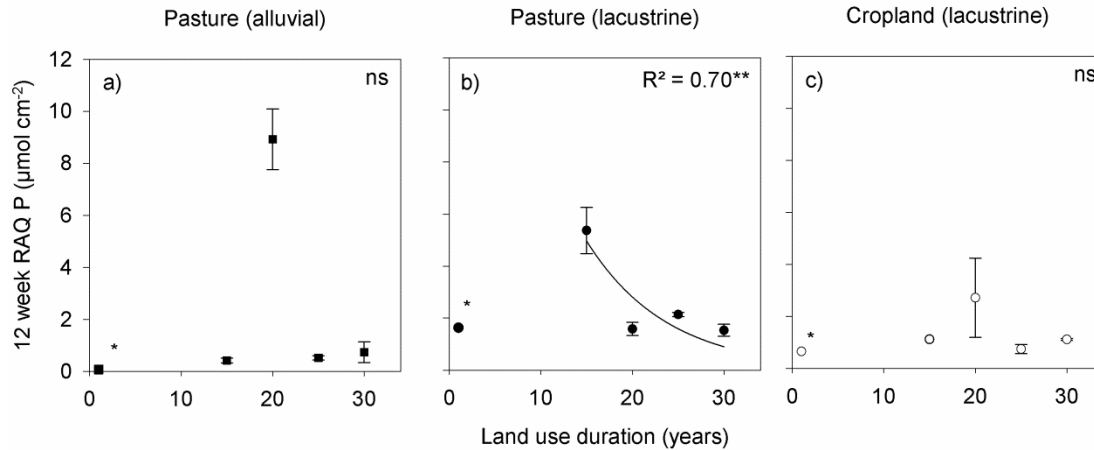 Pasture (alluvial)
Pasture (lacustrine)
Cropland (lacustrine)
12 week RAQ P (µmol cm-2)
12
10
8
6
4
2
0
a)
ns
*
0 10 20 30
b)
R² = 0.70**
*
0 10 20 30
c)
ns
*
0 10 20 30
Land use duration (years)